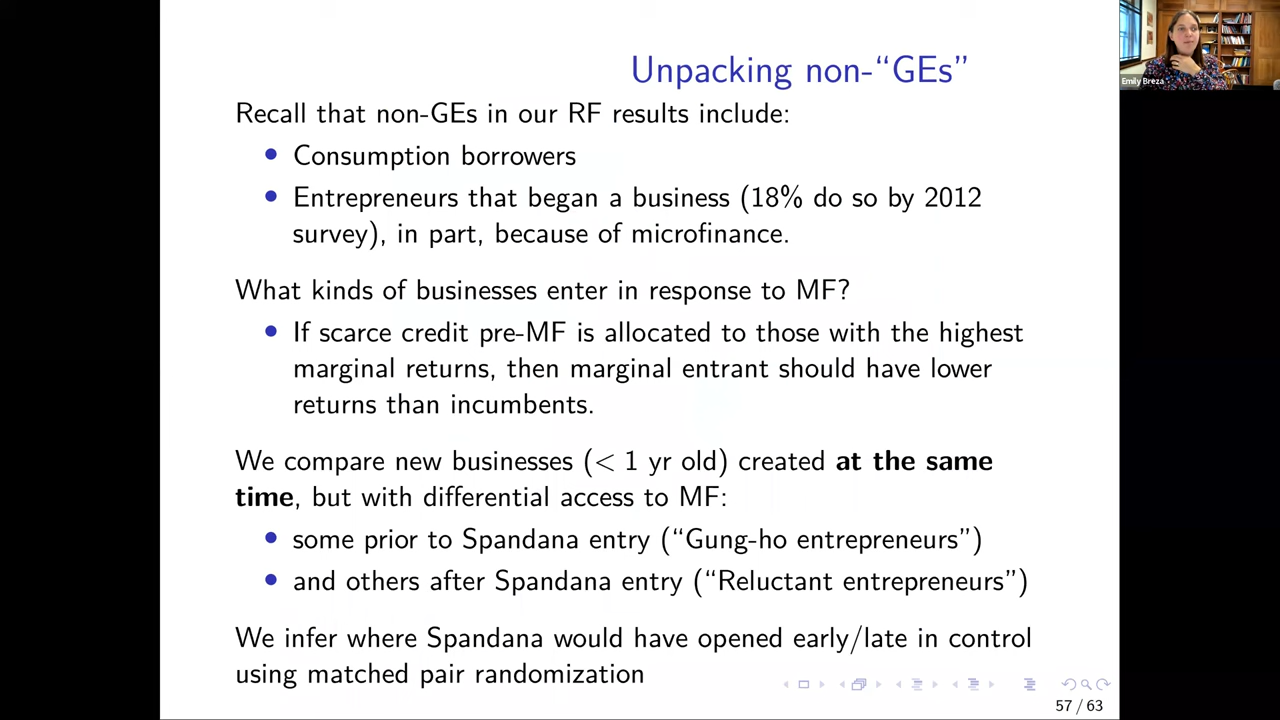 Unpacking non-“GEs”
Emily Breza
Recall that non-GEs in our RF results include:
• Consumption borrowers
• Entrepreneurs that began a business (18% do so by 2012
survey), in part, because of microfinance.
What kinds of businesses enter in response to MF?
• If scarce credit pre-MF is allocated to those with the highest
marginal returns, then marginal entrant should have lower
returns than incumbents.
We compare new businesses (< 1 yr old) created at the same
time, but with differential access to MF:
• some prior to Spandana entry (“Gung-ho entrepreneurs”)
• and others after Spandana entry (“Reluctant entrepreneurs”)
We infer where Spandana would have opened early/late in control
using matched pair randomization
57 / 63